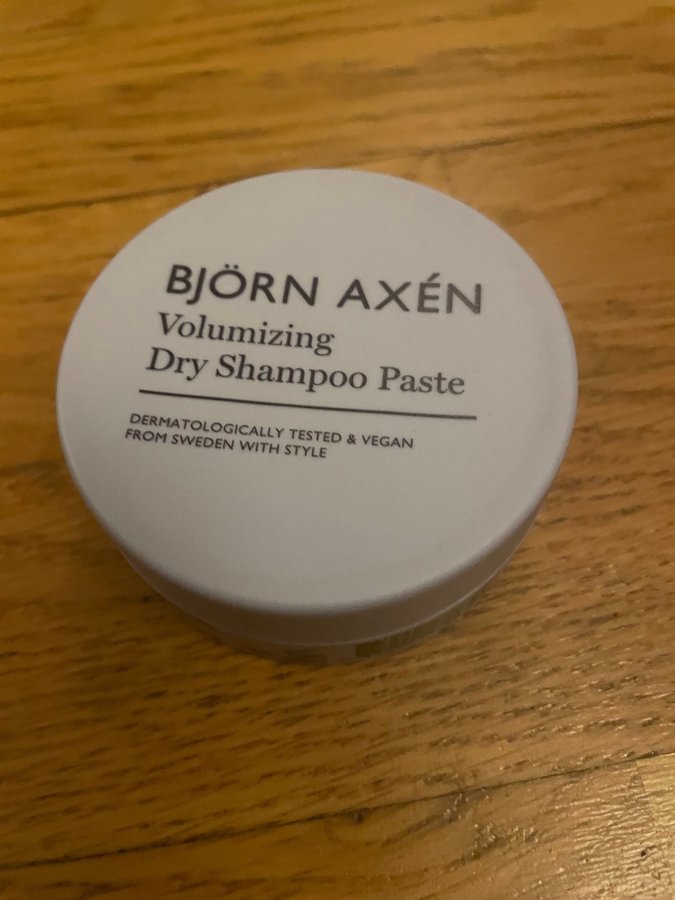 BJÖRN AXÉN
Volumizing
Dry Shampoo Paste
DERMATOLOGICALLY TESTED & VEGAN
FROM SWEDEN WITH STYLE